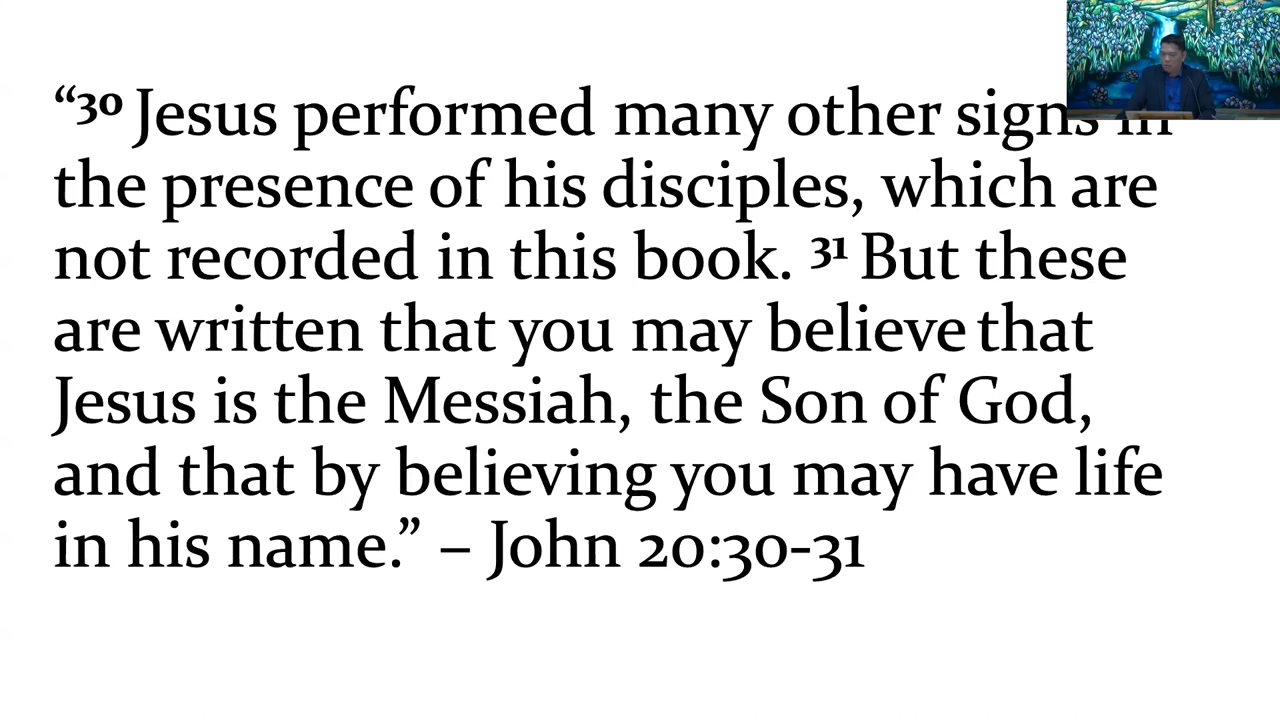 “30 Jesus performed many other signs in
the presence of his disciples, which are
not recorded in this book. 31 But these
are written that you may believe that
Jesus is the Messiah, the Son of God,
and that by believing you may have life
in his name.” – John 20:30-31